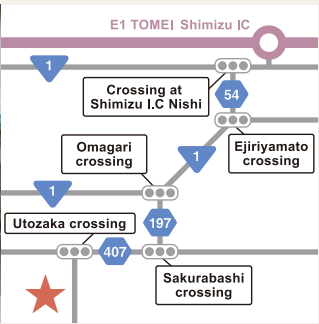 E1 TOMEI Shimizu IC
1
Crossing at
Shimizu I.C Nishi
54
Omagari
crossing
1
Ejiriyamato
crossing
1
197
Utozaka crossing
407
Sakurabashi
crossing